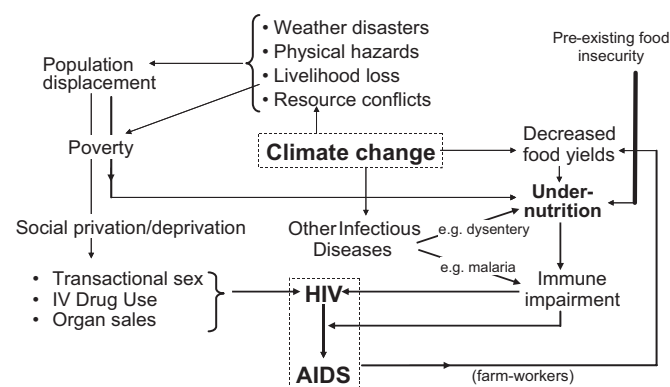 • Weather disasters
• Physical hazards
• Livelihood loss
• Resource conflicts
Pre-existing food
insecurity
Population
displacement
Poverty
Climate change
Decreased
food yields
Under-
nutrition
Social privation/deprivation
Other Infectious
Diseases
e.g. dysentery
e.g. malaria
• Transactional sex
• IV Drug Use
• Organ sales
HIV
Immune
impairment
AIDS
(farm-workers)